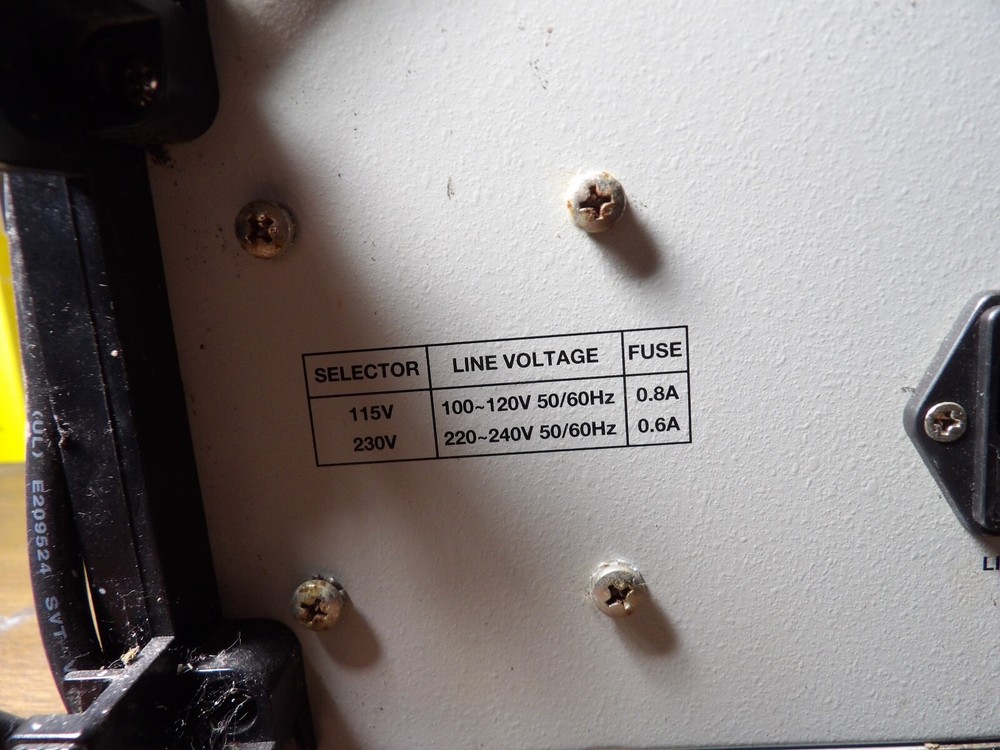 SELECTOR LINE VOLTAGE FUSE
115V 100~120V 50/60Hz 0.8A
230V 220~240V 50/60Hz 0.6A
(UL) E209524 SVT